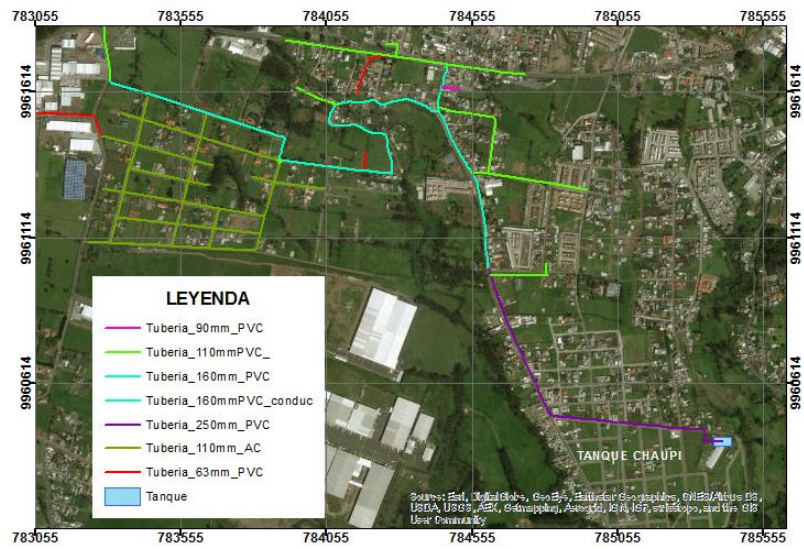 783055 783555 784055 784555 785055 785555
9961614 9961614
9961114 9961114
9960614 9960614
LEYENDA
Tuberia_90mm_PVC
Tuberia_110mmPVC_
Tuberia_160mm_PVC
Tuberia_160mmPVC_conduc
Tuberia_250mm_PVC
Tuberia_110mm_AC
Tuberia_63mm_PVC
Tanque
TANQUE CHAUPI
Source: Esri, DigitalGlobe, GeoEye, Earthstar Geographics, CNES/Airbus DS,
USDA, USGS, AEX, Getmapping, Aerogrid, IGN, IGP, swisstopo, and the GIS
User Community
783055 783555 784055 784555 785055 785555